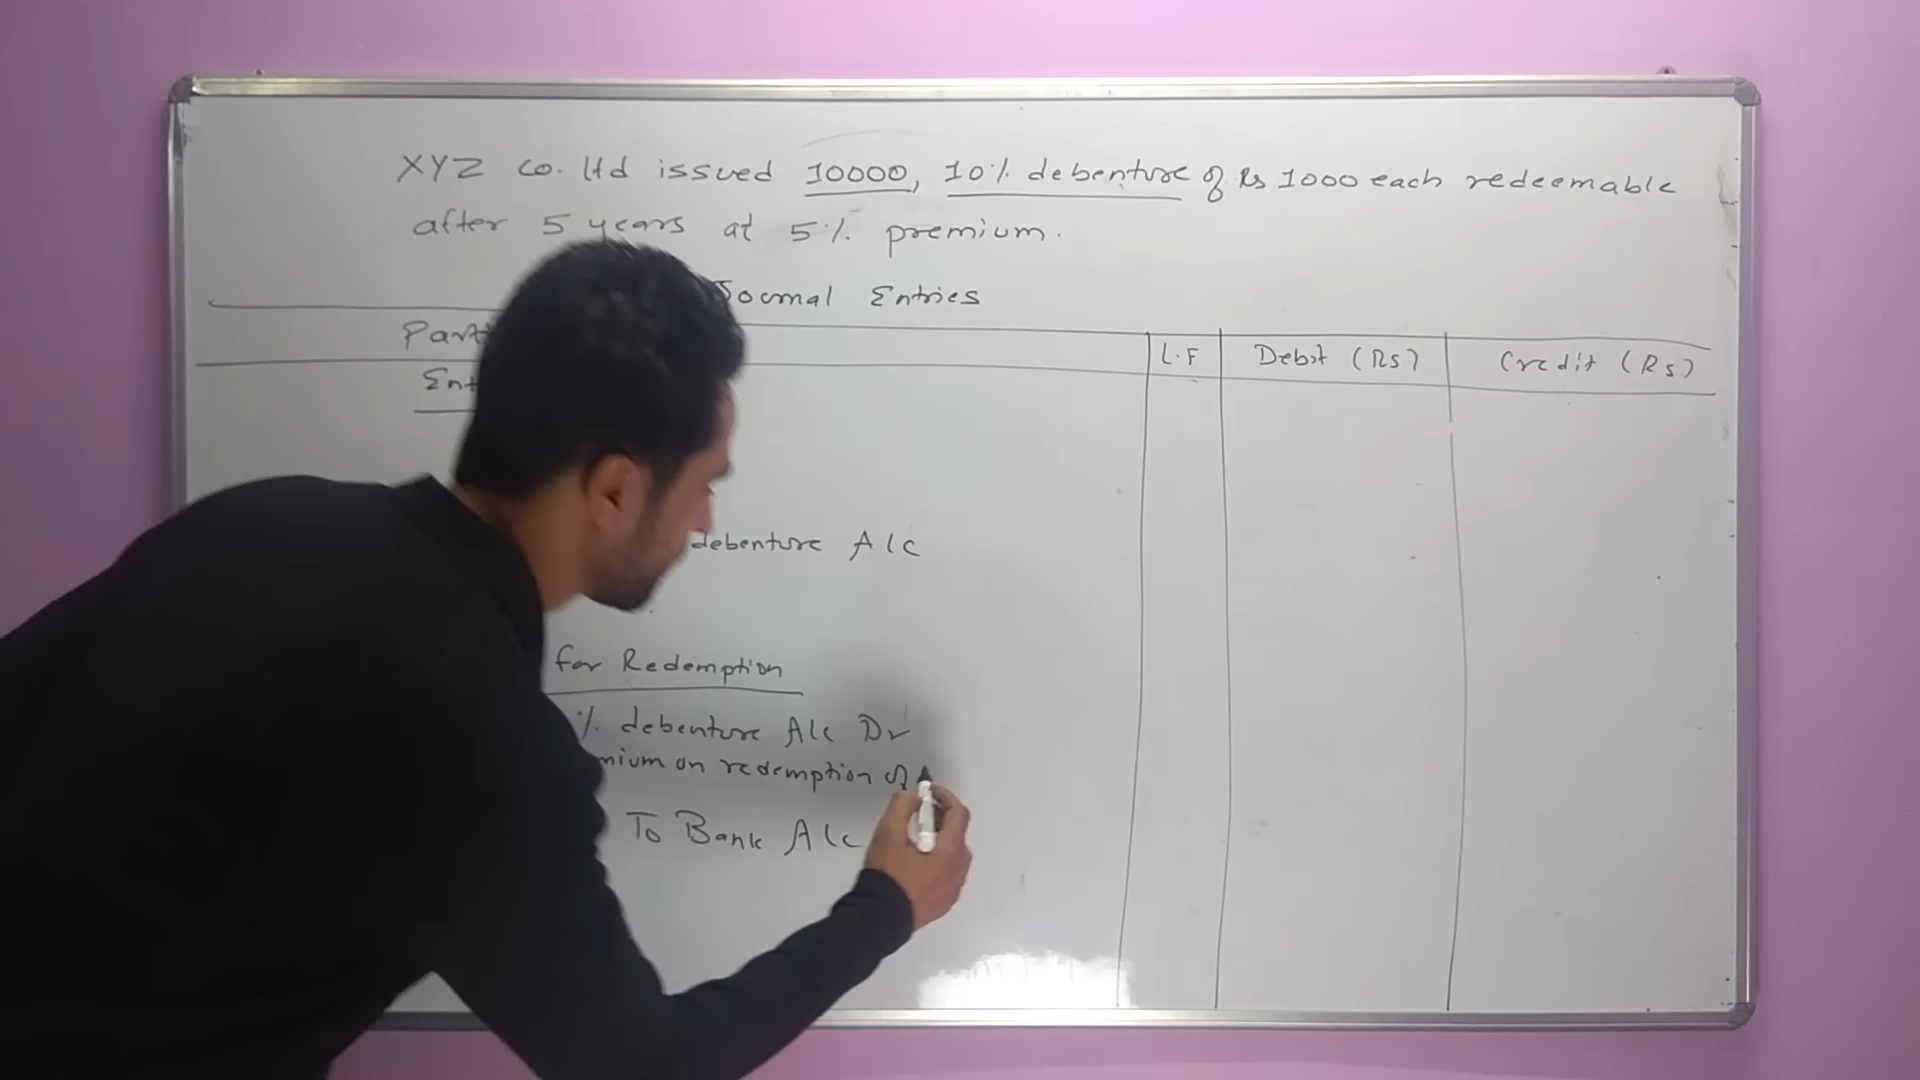 XYZ co. ltd issued 10000, 10% debenture of Rs 1000 each redeemable
after 5 years at 5% premium.
Journal Entries
L.F Debit (Rs) Credit (Rs)
debenture A/c
for Redemption
% debenture A/c Dr
on redemption of
To Bank A/c